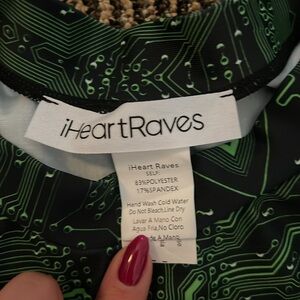 iHeartRaves
iHeart Raves
SELF:
83%POLYESTER
17%SPANDEX
Hand Wash Cold Water
Do Not Bleach,Line Dry
Lavar A Mano Con
Agua Fria,No Cloro
A Mano